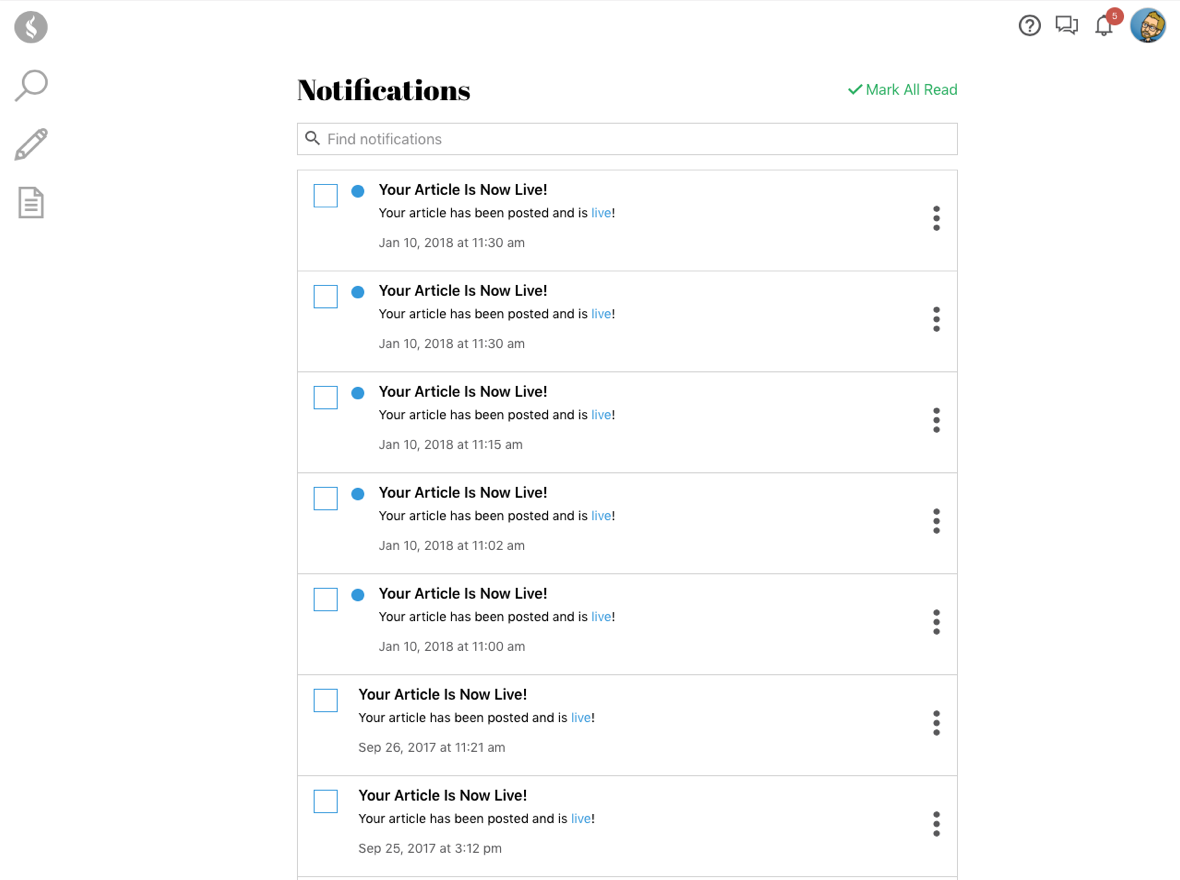 5
Notifications
Mark All Read
Find notifications
Your Article Is Now Live!
Your article has been posted and is live!
Jan 10, 2018 at 11:30 am
Your Article Is Now Live!
Your article has been posted and is live!
Jan 10, 2018 at 11:30 am
Your Article Is Now Live!
Your article has been posted and is live!
Jan 10, 2018 at 11:15 am
Your Article Is Now Live!
Your article has been posted and is live!
Jan 10, 2018 at 11:02 am
Your Article Is Now Live!
Your article has been posted and is live!
Jan 10, 2018 at 11:00 am
Your Article Is Now Live!
Your article has been posted and is live!
Sep 26, 2017 at 11:21 am
Your Article Is Now Live!
Your article has been posted and is live!
Sep 25, 2017 at 3:12 pm